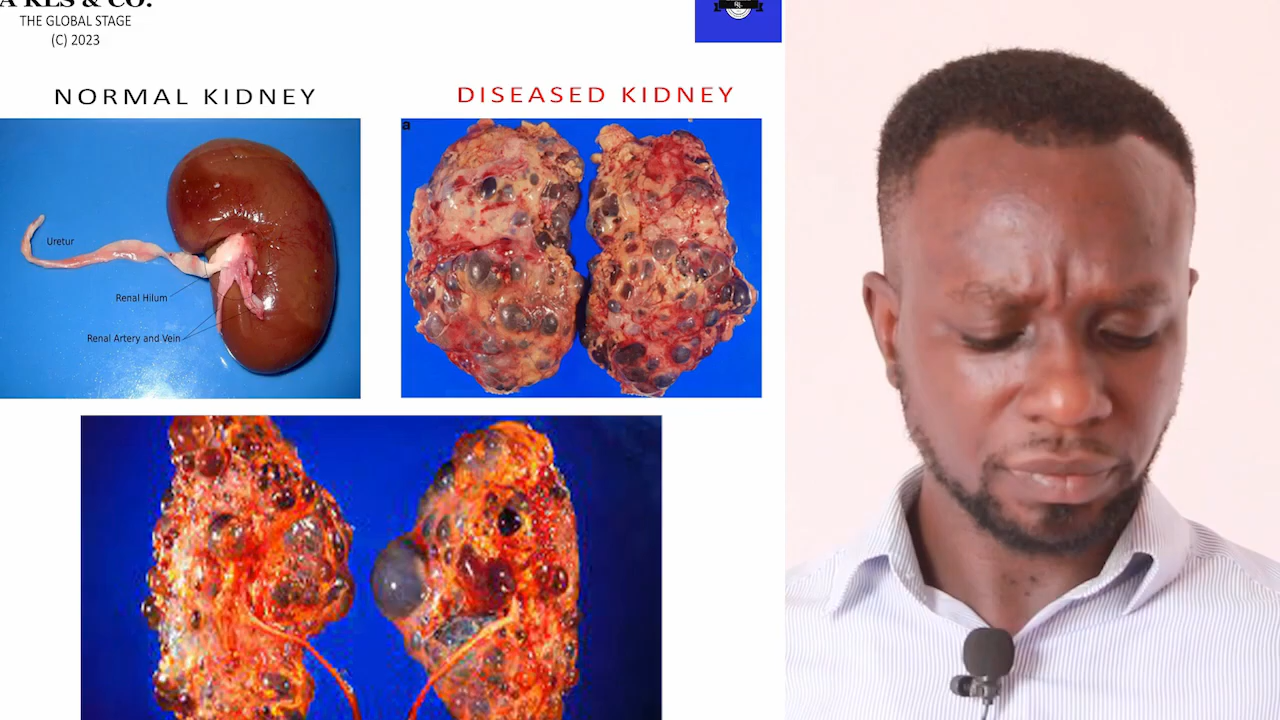 THE GLOBAL STAGE
(C) 2023
NORMAL KIDNEY
DISEASED KIDNEY
a
Uretur
Renal Hilum
Renal Artery and Vein